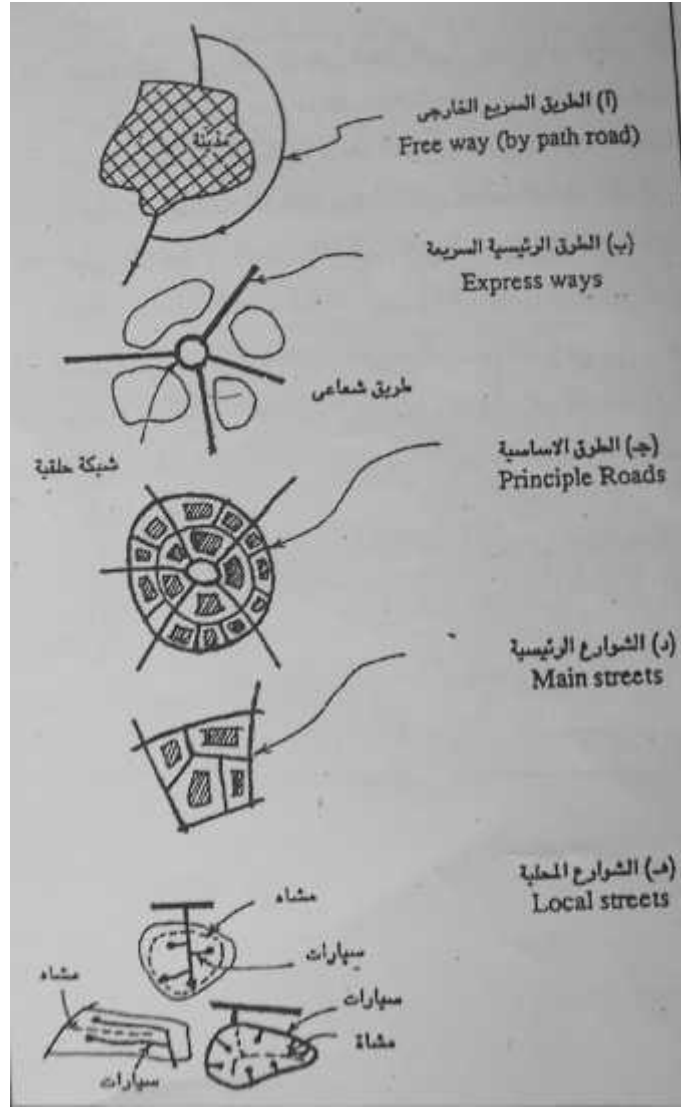 (أ) الطريق السريع الخارجى
Free way (by path road)
مدينة
(ب) الطرق الرئيسية السريعة
Express ways
طريق شعاعى
شبكة حلقية
(جـ) الطرق الاساسية
Principle Roads
(د) الشوارع الرئيسية
Main streets
(هـ) الشوارع المحلية
Local streets
مشاه
سيارات
مشاه
سيارات
سيارات
مشاة